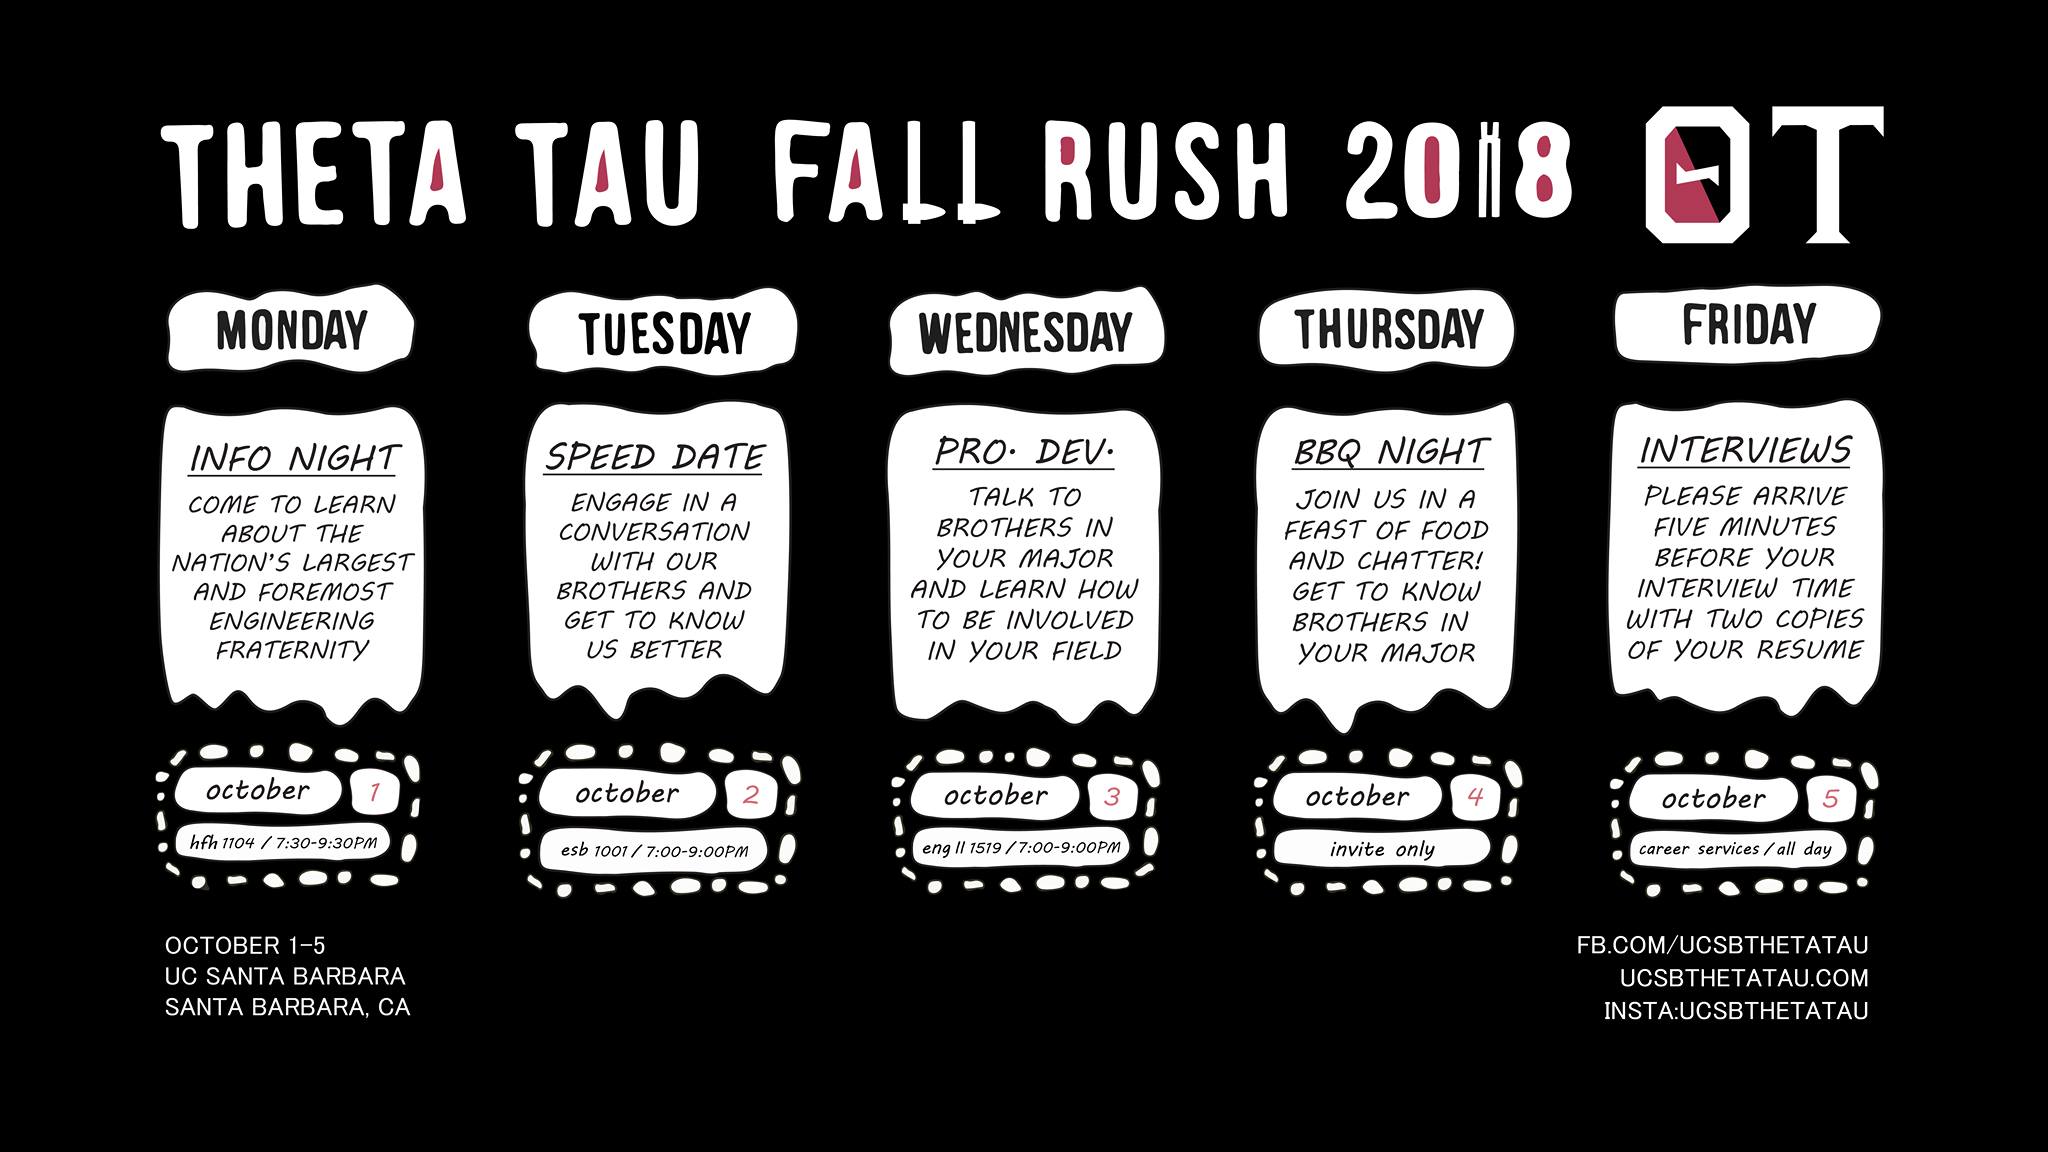 THETA TAU FALL RUSH 2018 ΘT
MONDAY
INFO NIGHT
COME TO LEARN
ABOUT THE
NATION'S LARGEST
AND FOREMOST
ENGINEERING
FRATERNITY
october 1
hfh 1104 / 7:30-9:30PM
TUESDAY
SPEED DATE
ENGAGE IN A
CONVERSATION
WITH OUR
BROTHERS AND
GET TO KNOW
US BETTER
october 2
esb 1001 / 7:00-9:00PM
WEDNESDAY
PRO. DEV.
TALK TO
BROTHERS IN
YOUR MAJOR
AND LEARN HOW
TO BE INVOLVED
IN YOUR FIELD
october 3
eng II 1519 / 7:00-9:00PM
THURSDAY
BBQ NIGHT
JOIN US IN A
FEAST OF FOOD
AND CHATTER!
GET TO KNOW
BROTHERS IN
YOUR MAJOR
october 4
invite only
FRIDAY
INTERVIEWS
PLEASE ARRIVE
FIVE MINUTES
BEFORE YOUR
INTERVIEW TIME
WITH TWO COPIES
OF YOUR RESUME
october 5
career services / all day
OCTOBER 1-5
UC SANTA BARBARA
SANTA BARBARA, CA
FB.COM/UCSBTHETATAU
UCSBTHETATAU.COM
INSTA:UCSBTHETATAU